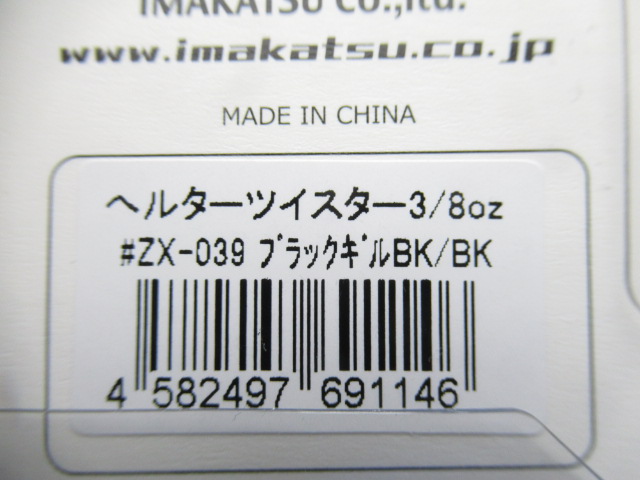 IMAKATSU CO.,ltd.
www.imakatsu.co.jp
MADE IN CHINA
ヘルターツイスター3/8oz
#ZX-039 ブラックギルBK/BK
4 582497 691146